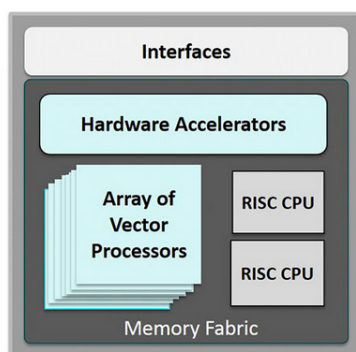 Interfaces
Hardware Accelerators
Array of
Vector
Processors
RISC CPU
RISC CPU
Memory Fabric